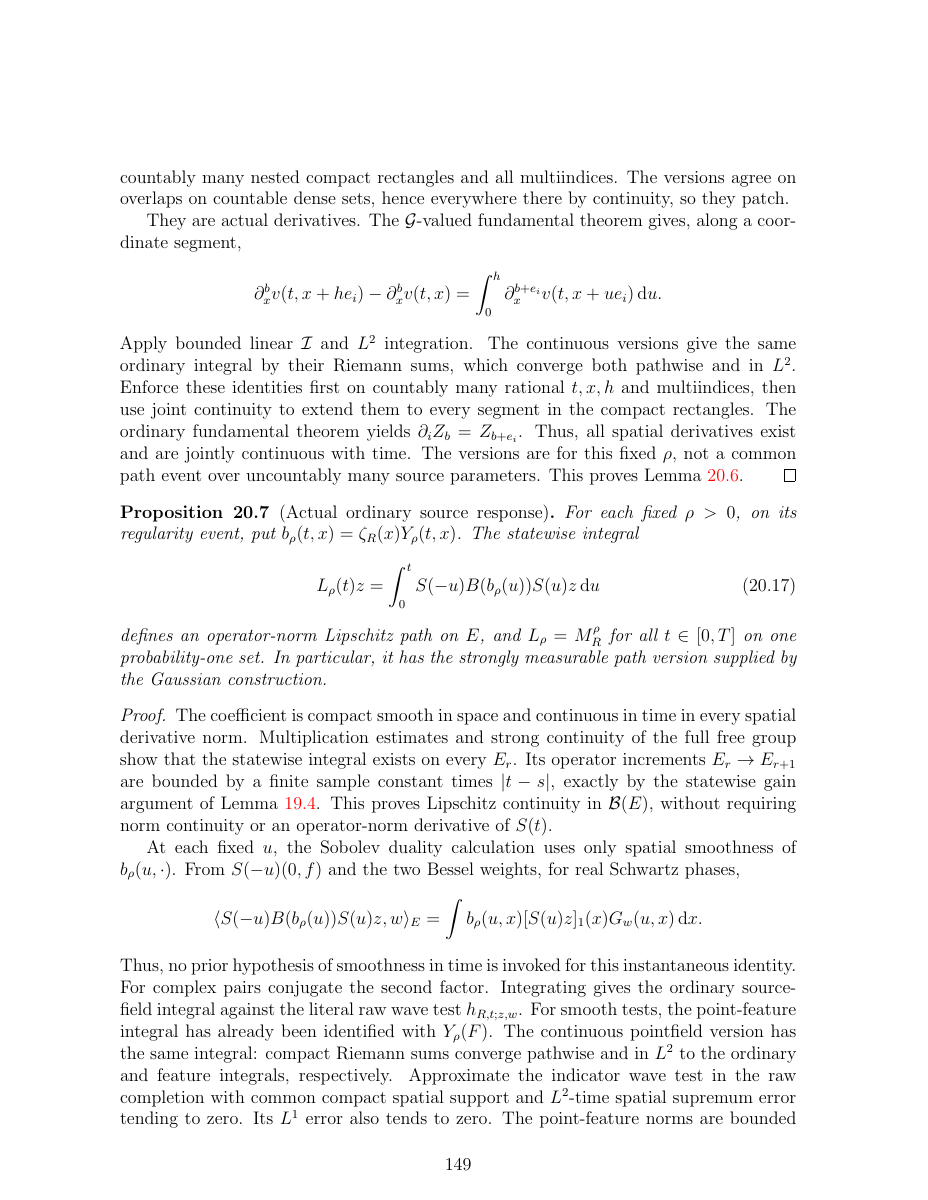 countably many nested compact rectangles and all multiindices. The versions agree on
overlaps on countable dense sets, hence everywhere there by continuity, so they patch.
They are actual derivatives. The 𝒢-valued fundamental theorem gives, along a coor-
dinate segment,
∂ₓᵇv(t, x + heᵢ) − ∂ₓᵇv(t, x) = ∫₀ʰ ∂ₓ^{b+eᵢ}v(t, x + ueᵢ) du.
Apply bounded linear ℐ and L² integration. The continuous versions give the same
ordinary integral by their Riemann sums, which converge both pathwise and in L².
Enforce these identities first on countably many rational t, x, h and multiindices, then
use joint continuity to extend them to every segment in the compact rectangles. The
ordinary fundamental theorem yields ∂ᵢZ_b = Z_{b+eᵢ}. Thus, all spatial derivatives exist
and are jointly continuous with time. The versions are for this fixed ρ, not a common
path event over uncountably many source parameters. This proves Lemma 20.6. □
Proposition 20.7 (Actual ordinary source response). For each fixed ρ > 0, on its
regularity event, put b_ρ(t, x) = ζ_R(x)Y_ρ(t, x). The statewise integral
L_ρ(t)z = ∫₀ᵗ S(−u)B(b_ρ(u))S(u)z du (20.17)
defines an operator-norm Lipschitz path on E, and L_ρ = M_R^ρ for all t ∈ [0, T] on one
probability-one set. In particular, it has the strongly measurable path version supplied by
the Gaussian construction.
Proof. The coefficient is compact smooth in space and continuous in time in every spatial
derivative norm. Multiplication estimates and strong continuity of the full free group
show that the statewise integral exists on every E_r. Its operator increments E_r → E_{r+1}
are bounded by a finite sample constant times |t − s|, exactly by the statewise gain
argument of Lemma 19.4. This proves Lipschitz continuity in ℬ(E), without requiring
norm continuity or an operator-norm derivative of S(t).
At each fixed u, the Sobolev duality calculation uses only spatial smoothness of
b_ρ(u, ·). From S(−u)(0, f) and the two Bessel weights, for real Schwartz phases,
⟨S(−u)B(b_ρ(u))S(u)z, w⟩_E = ∫ b_ρ(u, x)[S(u)z]₁(x)G_w(u, x) dx.
Thus, no prior hypothesis of smoothness in time is invoked for this instantaneous identity.
For complex pairs conjugate the second factor. Integrating gives the ordinary source-
field integral against the literal raw wave test h_{R,t;z,w}. For smooth tests, the point-feature
integral has already been identified with Y_ρ(F). The continuous pointfield version has
the same integral: compact Riemann sums converge pathwise and in L² to the ordinary
and feature integrals, respectively. Approximate the indicator wave test in the raw
completion with common compact spatial support and L²-time spatial supremum error
tending to zero. Its L¹ error also tends to zero. The point-feature norms are bounded
149